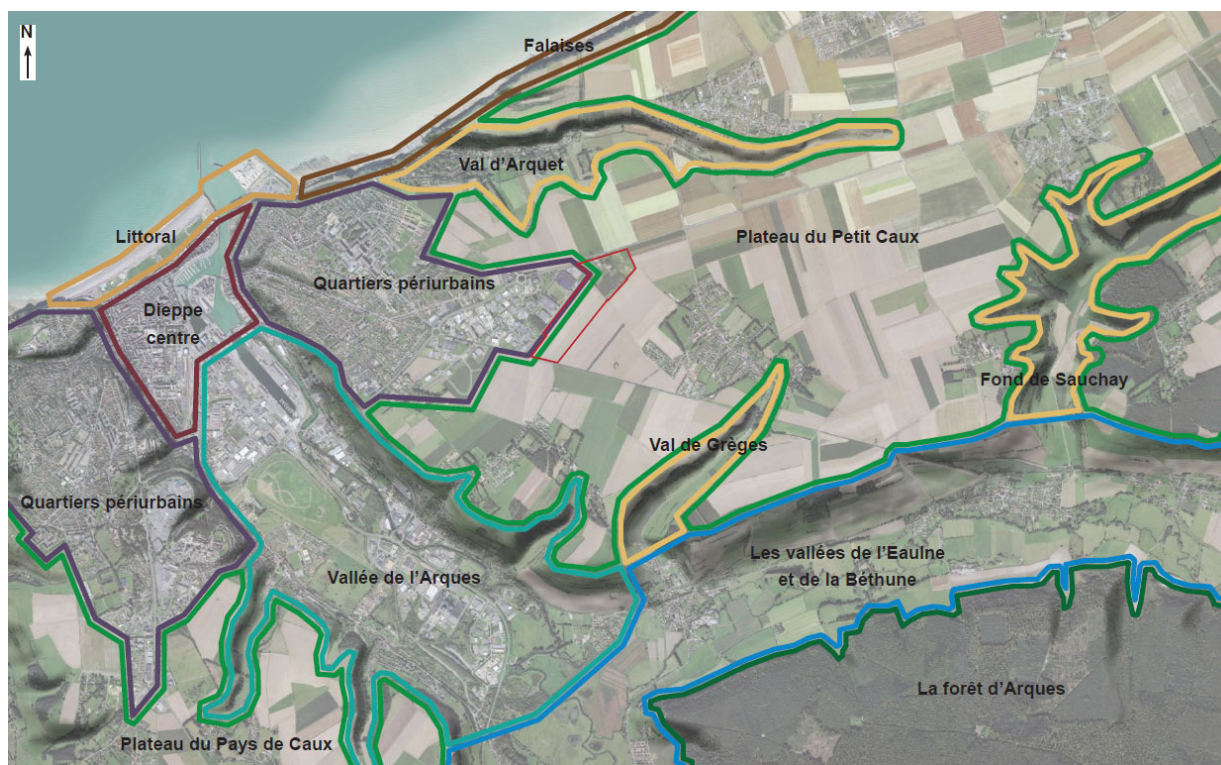 N
Falaises
Val d'Arquet
Littoral
Plateau du Petit Caux
Quartiers périurbains
Dieppe
centre
Fond de Sauchay
Val de Grèges
Quartiers périurbains
Les vallées de l'Eaulne
et de la Béthune
Vallée de l'Arques
La forêt d'Arques
Plateau du Pays de Caux